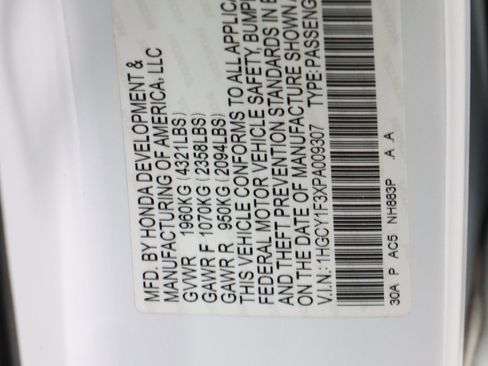 MFD. BY HONDA DEVELOPMENT &
MANUFACTURING OF AMERICA, LLC
GVWR 1960KG (4321LBS)
GAWR F 1070KG (2358LBS)
GAWR R 950KG (2094LBS)
THIS VEHICLE CONFORMS TO ALL APPLICA
FEDERAL MOTOR VEHICLE SAFETY, BUMP
AND THEFT PREVENTION STANDARDS IN E
ON THE DATE OF MANUFACTURE SHOWN A
V.I.N.: 1HGCY1F3XPA009307 TYPE: PASSENG
30A P AC5 NH883P .A .A